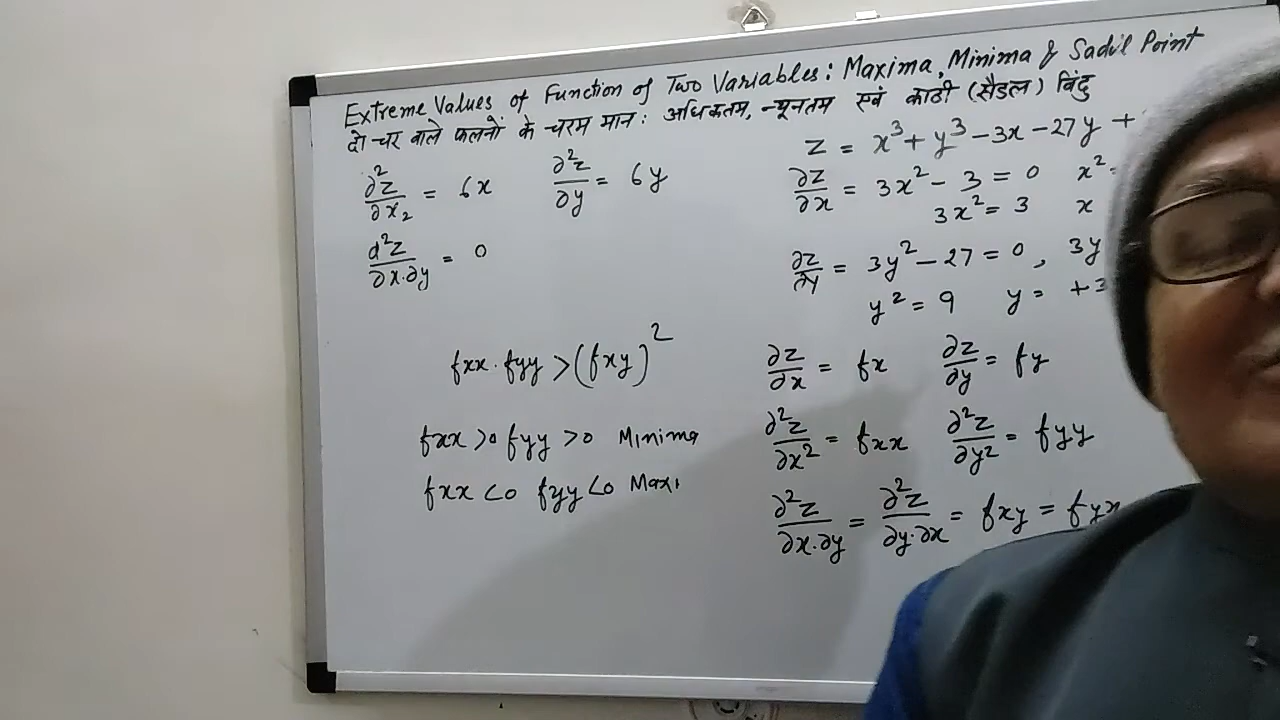 Extreme Values of Function of Two Variables: Maxima, Minima & Sadil Point
दो चर वाले फलनों के चरम मान: अधिकतम, न्यूनतम एवं काठी (सैडल) बिंदु
∂²z/∂x₂ = 6x ∂²z/∂y = 6y
d²z/∂x.∂y = 0
fxx.fyy > (fxy)²
fxx >0 fyy >0 Minima
fxx <0 fyy <0 Maxi
z = x³ + y³ - 3x - 27y +
∂z/∂x = 3x² - 3 = 0 x² =
3x² = 3 x
∂z/∂y = 3y² - 27 = 0, 3y
y² = 9 y = +3
∂z/∂x = fx ∂z/∂y = fy
∂²z/∂x² = fxx ∂²z/∂y² = fyy
∂²z/∂x.∂y = ∂²z/∂y.∂x = fxy = fyx